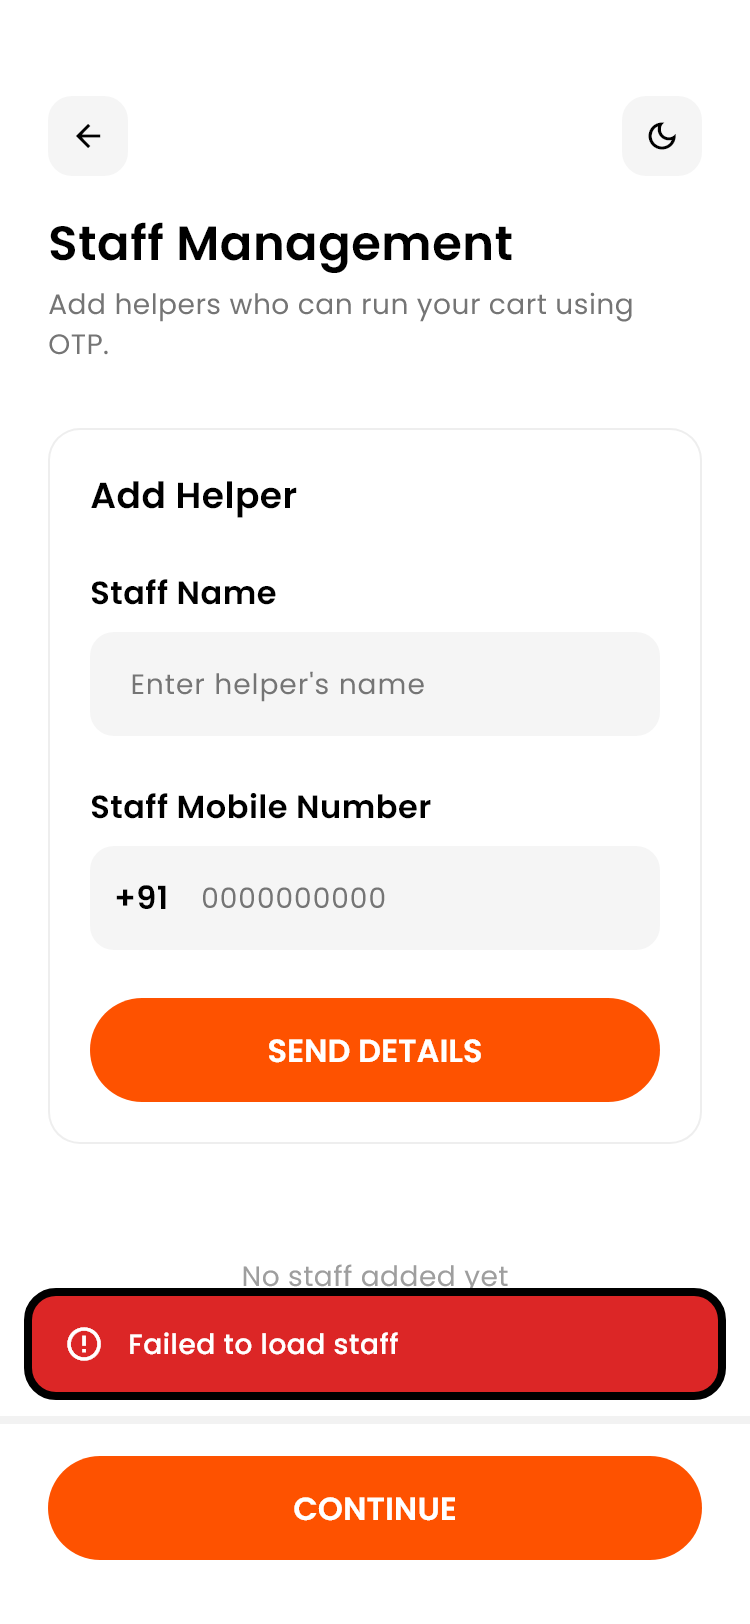 Staff Management
Add helpers who can run your cart using
OTP.
Add Helper
Staff Name
Enter helper's name
Staff Mobile Number
+91 0000000000
SEND DETAILS
No staff added yet
Failed to load staff
CONTINUE